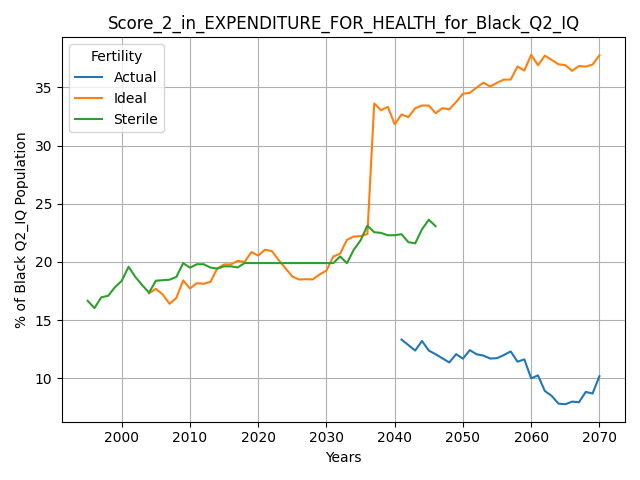 Score_2_in_EXPENDITURE_FOR_HEALTH_for_Black_Q2_IQ
Fertility
Actual
Ideal
Sterile
% of Black Q2_IQ Population
35
30
25
20
15
10
2000 2010 2020 2030 2040 2050 2060 2070
Years